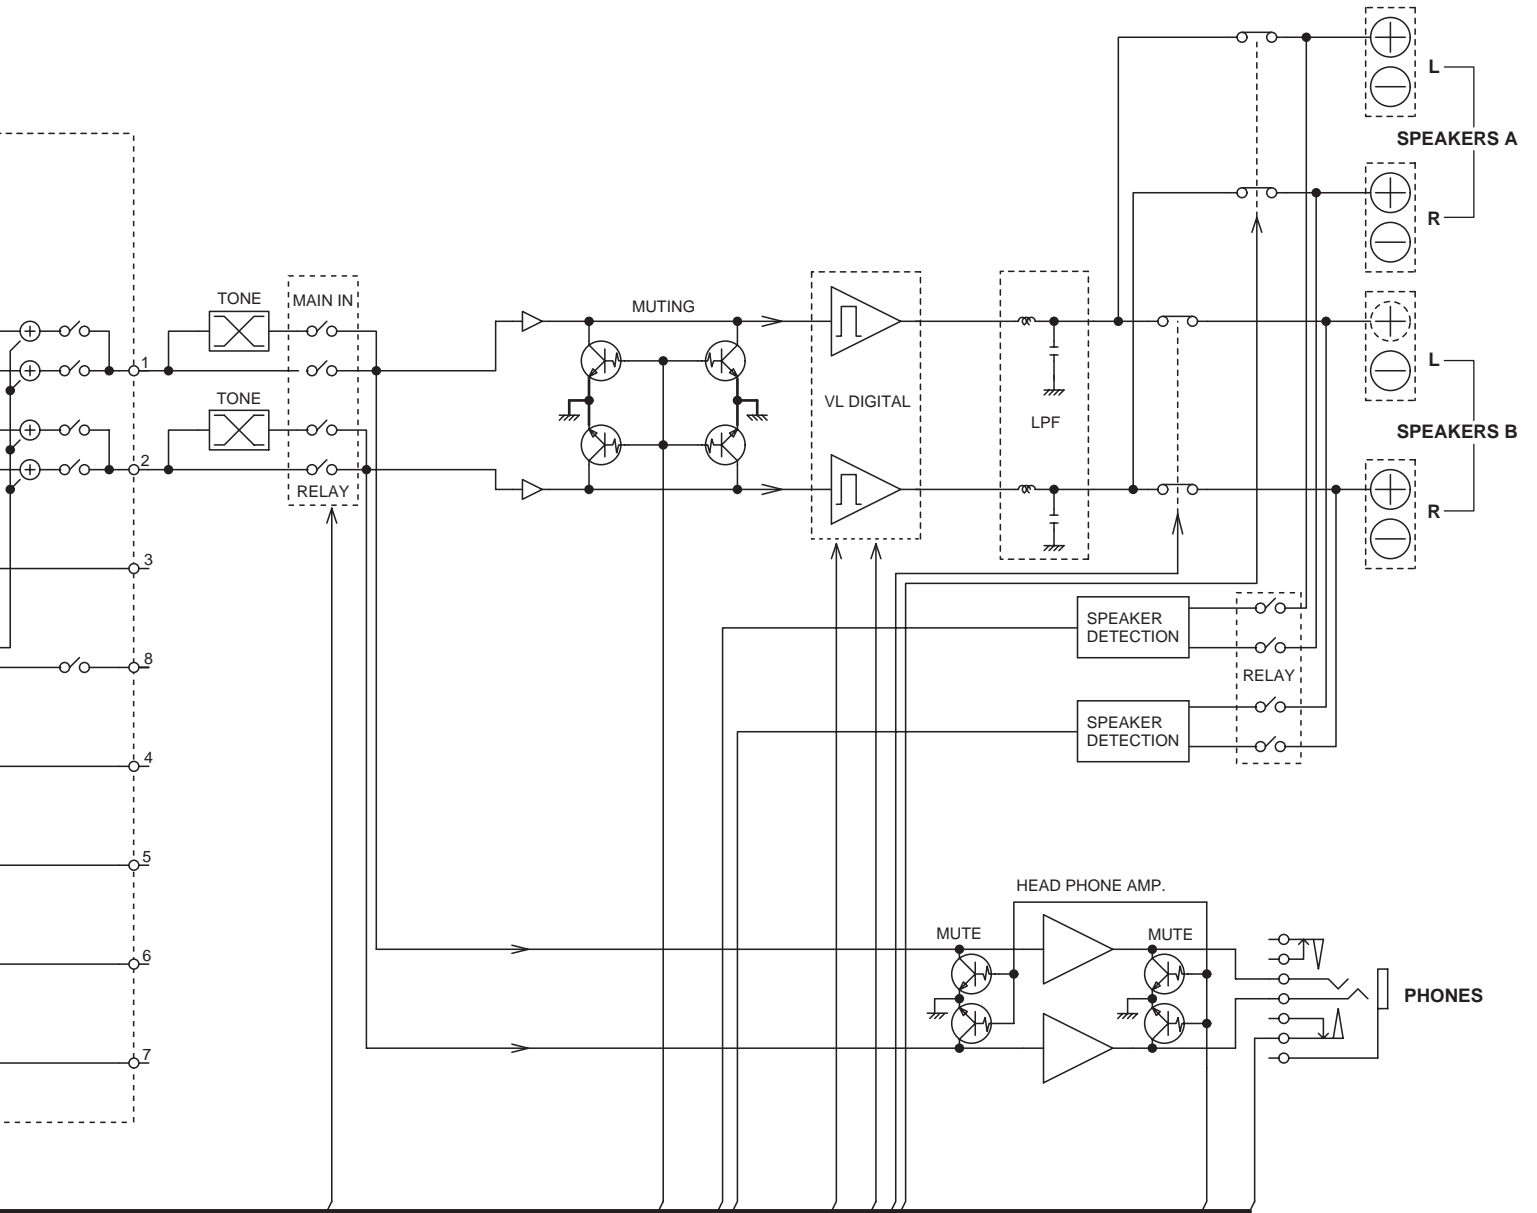 L
SPEAKERS A
R
TONE
MAIN IN
MUTING
1
L
TONE
VL DIGITAL
LPF
SPEAKERS B
2
RELAY
R
3
SPEAKER
DETECTION
8
RELAY
SPEAKER
DETECTION
4
5
HEAD PHONE AMP.
MUTE
MUTE
6
PHONES
7